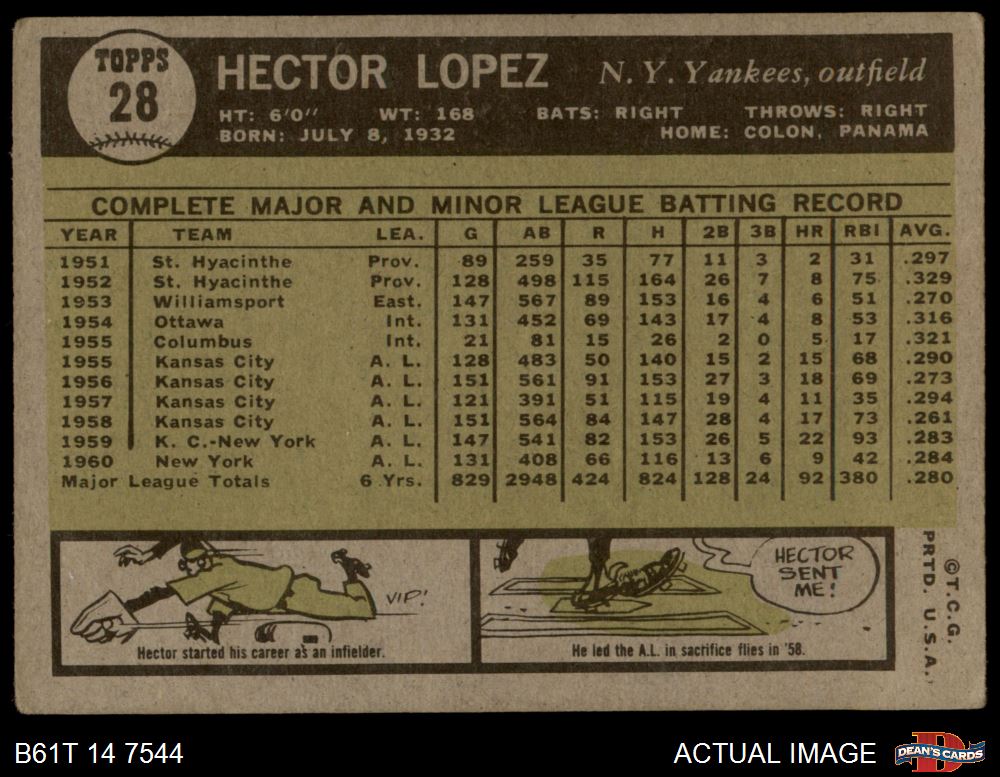 TOPPS
28
HECTOR LOPEZ N.Y. Yankees, outfield
HT: 6'0" WT: 168 BATS: RIGHT THROWS: RIGHT
BORN: JULY 8, 1932 HOME: COLON, PANAMA
COMPLETE MAJOR AND MINOR LEAGUE BATTING RECORD
YEAR TEAM LEA. G AB R H 2B 3B HR RBI AVG.
1951 St. Hyacinthe Prov. 89 259 35 77 11 3 2 31 .297
1952 St. Hyacinthe Prov. 128 498 115 164 26 7 8 75 .329
1953 Williamsport East. 147 567 89 153 16 4 6 51 .270
1954 Ottawa Int. 131 452 69 143 17 4 8 53 .316
1955 Columbus Int. 21 81 15 26 2 0 5 17 .321
1955 Kansas City A. L. 128 483 50 140 15 2 15 68 .290
1956 Kansas City A. L. 151 561 91 153 27 3 18 69 .273
1957 Kansas City A. L. 121 391 51 115 19 4 11 35 .294
1958 Kansas City A. L. 151 564 84 147 28 4 17 73 .261
1959 K. C.-New York A. L. 147 541 82 153 26 5 22 93 .283
1960 New York A. L. 131 408 66 116 13 6 9 42 .284
Major League Totals 6 Yrs. 829 2948 424 824 128 24 92 380 .280
VIP!
Hector started his career as an infielder.
HECTOR
SENT
ME!
He led the A.L. in sacrifice flies in '58.
©T.C.G.
PRTD. U.S.A.
B61T 14 7544 ACTUAL IMAGE
DEAN'S CARDS